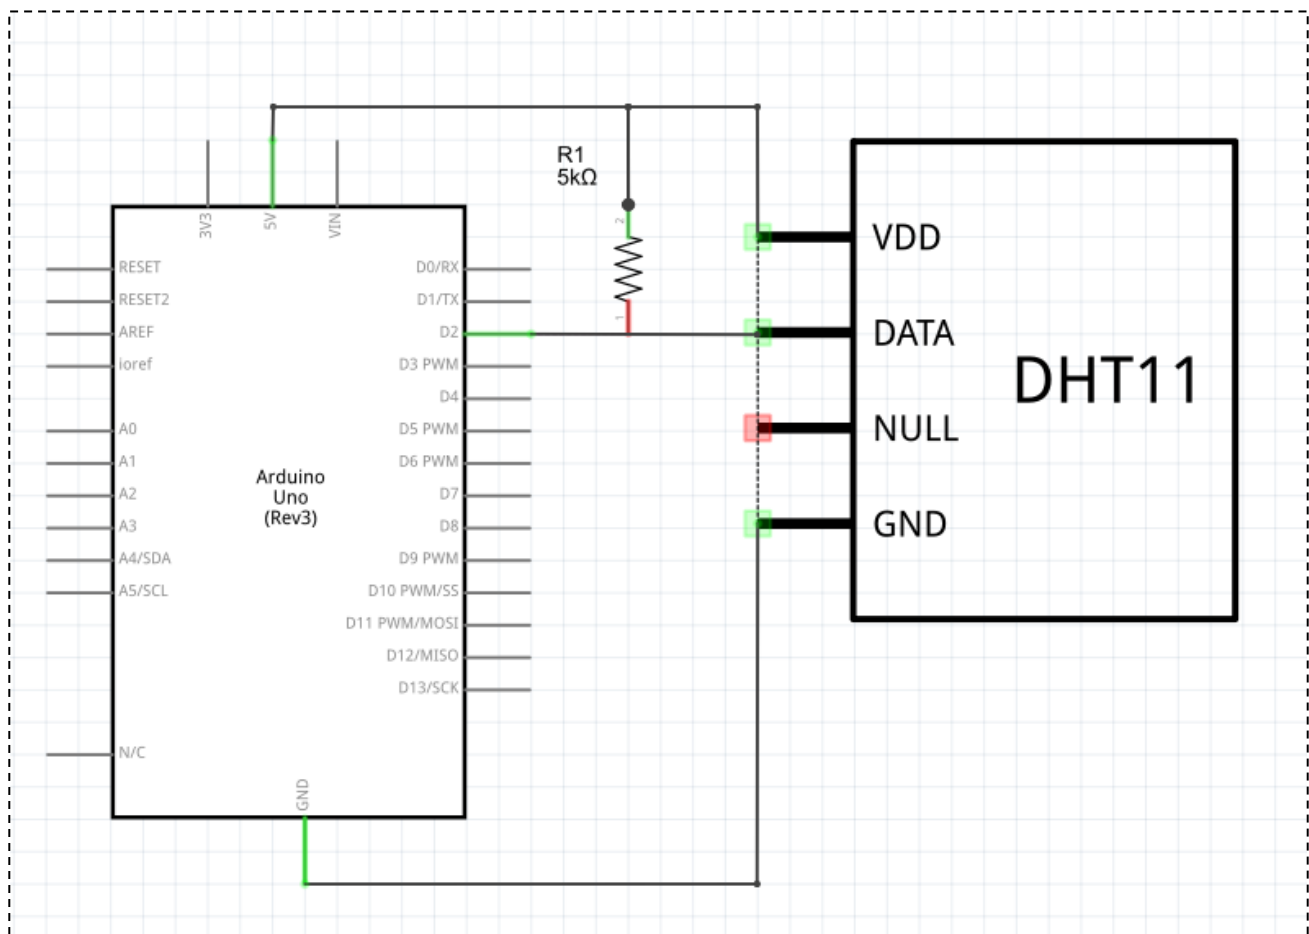 R1
5kΩ
2
1
3V3
5V
VIN
RESET
RESET2
AREF
ioref
A0
A1
A2
A3
A4/SDA
A5/SCL
N/C
Arduino
Uno
(Rev3)
D0/RX
D1/TX
D2
D3 PWM
D4
D5 PWM
D6 PWM
D7
D8
D9 PWM
D10 PWM/SS
D11 PWM/MOSI
D12/MISO
D13/SCK
GND
VDD
DATA
NULL
GND
DHT11